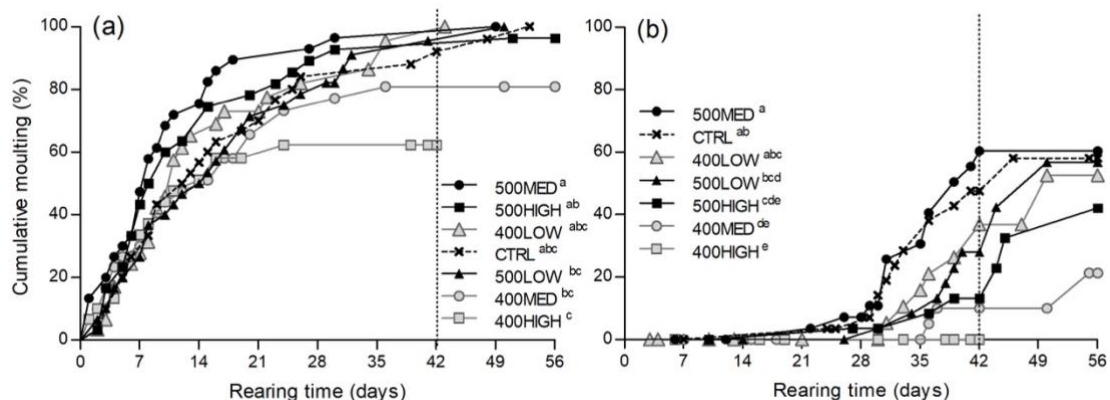 (a)
Cumulative moulting (%)
100
80
60
40
20
0
0 7 14 21 28 35 42 49 56
Rearing time (days)
500MED a
500HIGH ab
400LOW abc
CTRL abc
500LOW bc
400MED bc
400HIGH c
(b)
100
80
60
40
20
0
0 7 14 21 28 35 42 49 56
Rearing time (days)
500MED a
CTRL ab
400LOW abc
500LOW bcd
500HIGH cde
400MED de
400HIGH e